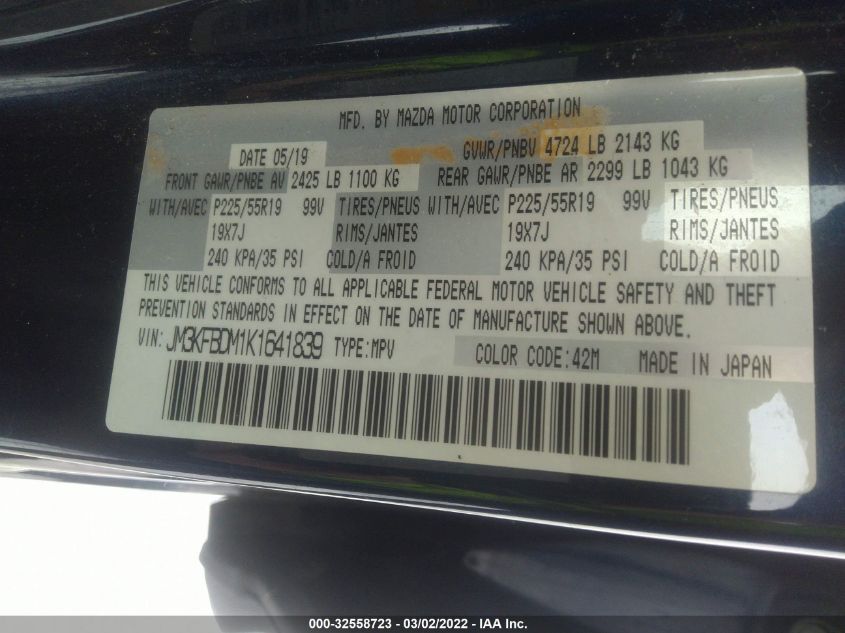 MFD. BY MAZDA MOTOR CORPORATION
DATE 05/19 GVWR/PNBV 4724 LB 2143 KG
FRONT GAWR/PNBE AV 2425 LB 1100 KG REAR GAWR/PNBE AR 2299 LB 1043 KG
WITH/AVEC P225/55R19 99V TIRES/PNEUS WITH/AVEC P225/55R19 99V TIRES/PNEUS
19X7J RIMS/JANTES 19X7J RIMS/JANTES
240 KPA/35 PSI COLD/A FROID 240 KPA/35 PSI COLD/A FROID
THIS VEHICLE CONFORMS TO ALL APPLICABLE FEDERAL MOTOR VEHICLE SAFETY AND THEFT
PREVENTION STANDARDS IN EFFECT ON THE DATE OF MANUFACTURE SHOWN ABOVE.
VIN: JM3KFBDM1K1641839 TYPE:MPV COLOR CODE:42M MADE IN JAPAN
000-32558723 - 03/02/2022 - IAA Inc.